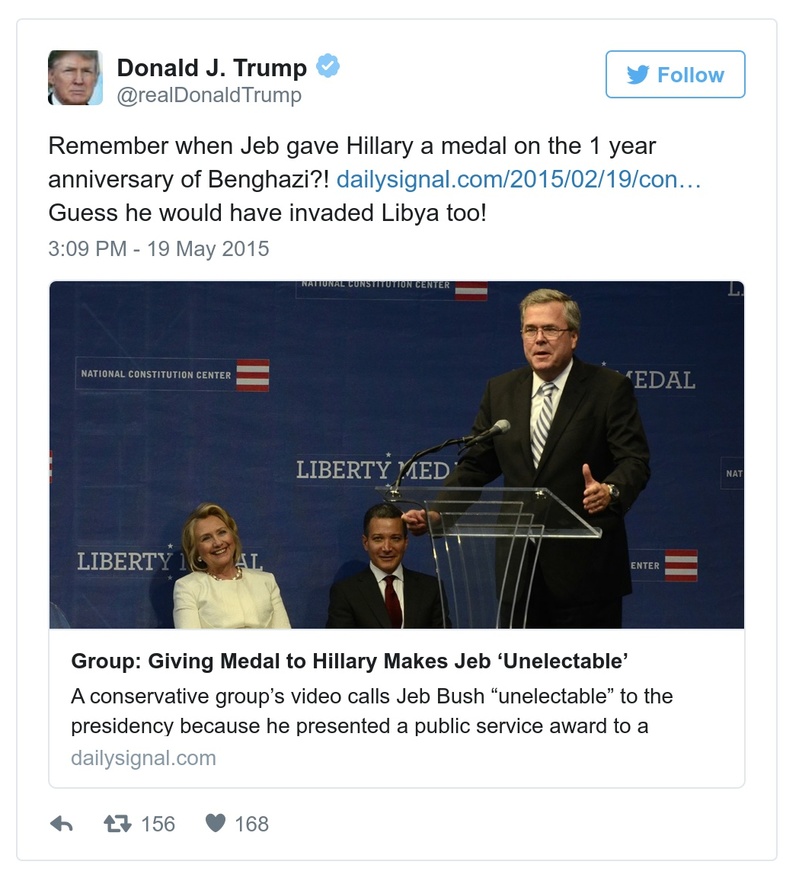 Donald J. Trump
@realDonaldTrump
Follow
Remember when Jeb gave Hillary a medal on the 1 year
anniversary of Benghazi?! dailysignal.com/2015/02/19/con…
Guess he would have invaded Libya too!
3:09 PM - 19 May 2015
NATIONAL CONSTITUTION CENTER
L
NATIONAL CONSTITUTION CENTER
MEDAL
LIBERTY MED
NAT
LIBERTY AL
ENTER
Group: Giving Medal to Hillary Makes Jeb ‘Unelectable’
A conservative group’s video calls Jeb Bush “unelectable” to the
presidency because he presented a public service award to a
dailysignal.com
156 168